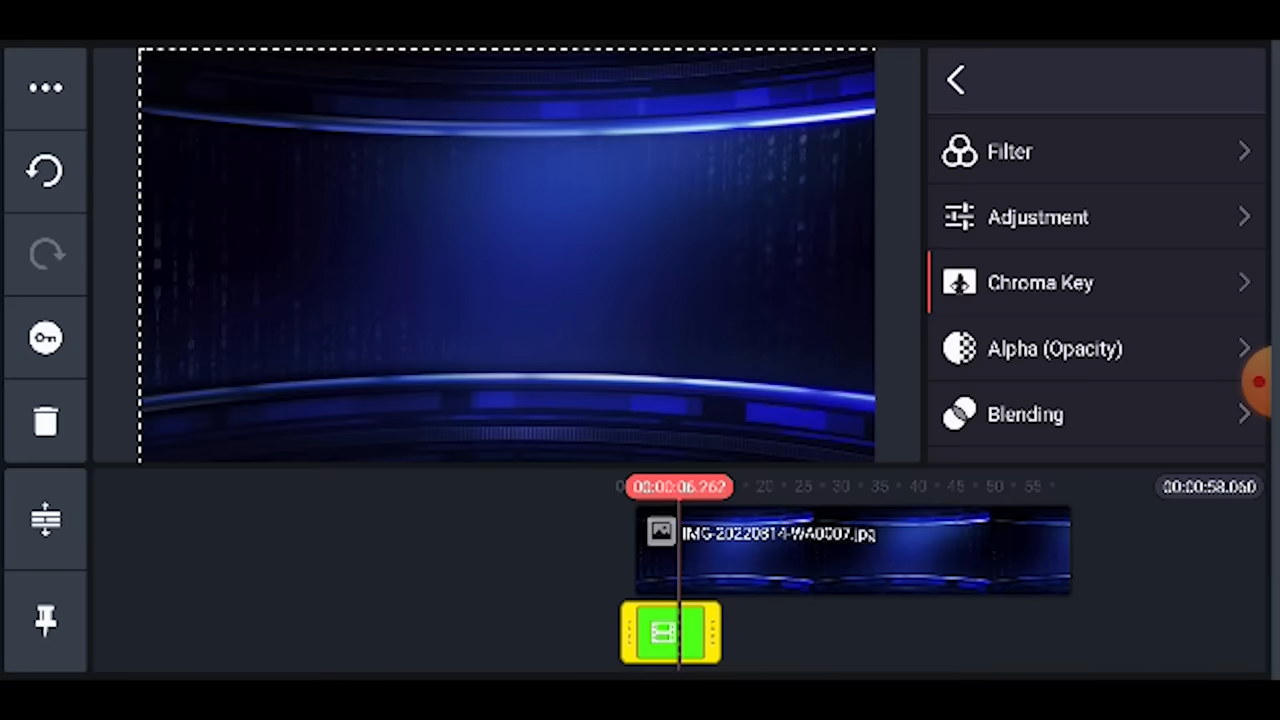 Filter
Adjustment
Chroma Key
Alpha (Opacity)
Blending
00:00:06.262
20 25 30 35 40 45 50 55
00:00:58.060
IMG-20220814-WA0007.jpg